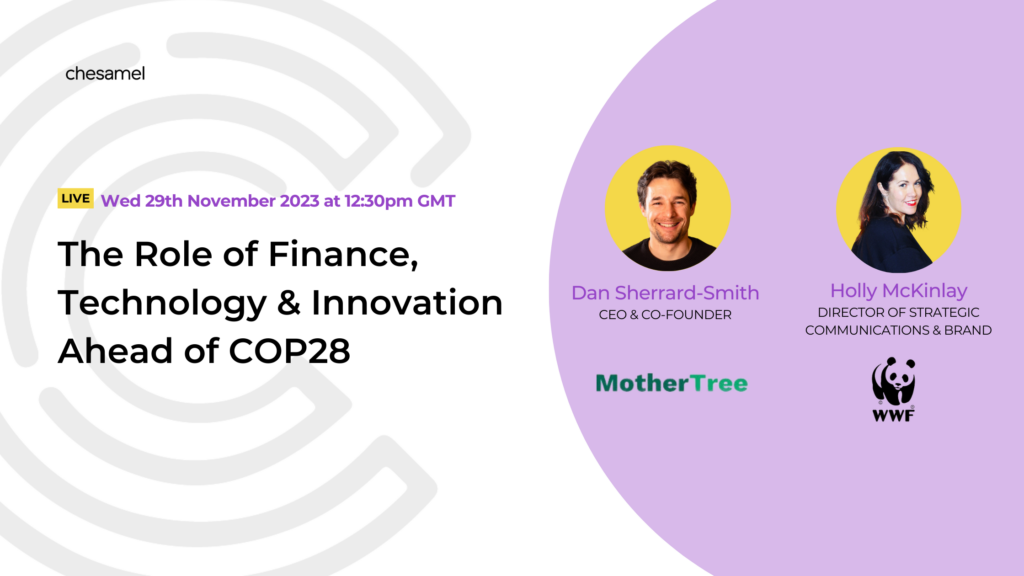 chesamel
LIVE Wed 29th November 2023 at 12:30pm GMT
The Role of Finance,
Technology & Innovation
Ahead of COP28
Dan Sherrard-Smith
CEO & CO-FOUNDER
MotherTree
Holly McKinlay
DIRECTOR OF STRATEGIC
COMMUNICATIONS & BRAND
® ®
WWF